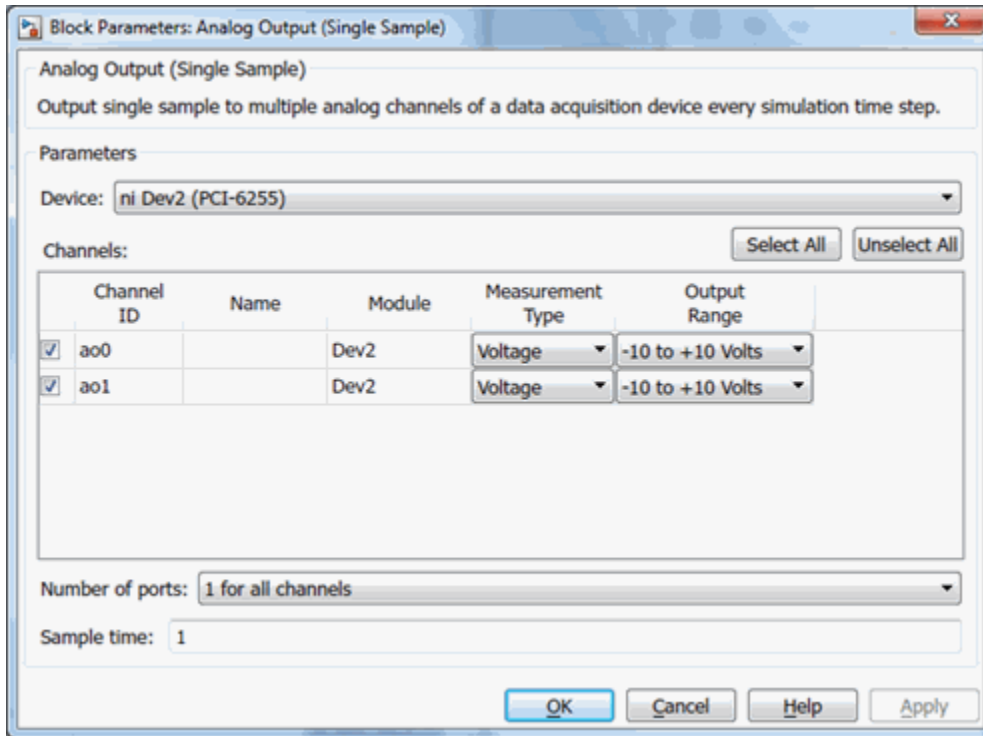 Block Parameters: Analog Output (Single Sample)
Analog Output (Single Sample)
Output single sample to multiple analog channels of a data acquisition device every simulation time step.
Parameters
Device: ni Dev2 (PCI-6255)
Channels: Select All Unselect All
Channel ID Name Module Measurement Type Output Range
ao0 Dev2 Voltage -10 to +10 Volts
ao1 Dev2 Voltage -10 to +10 Volts
Number of ports: 1 for all channels
Sample time: 1
OK Cancel Help Apply